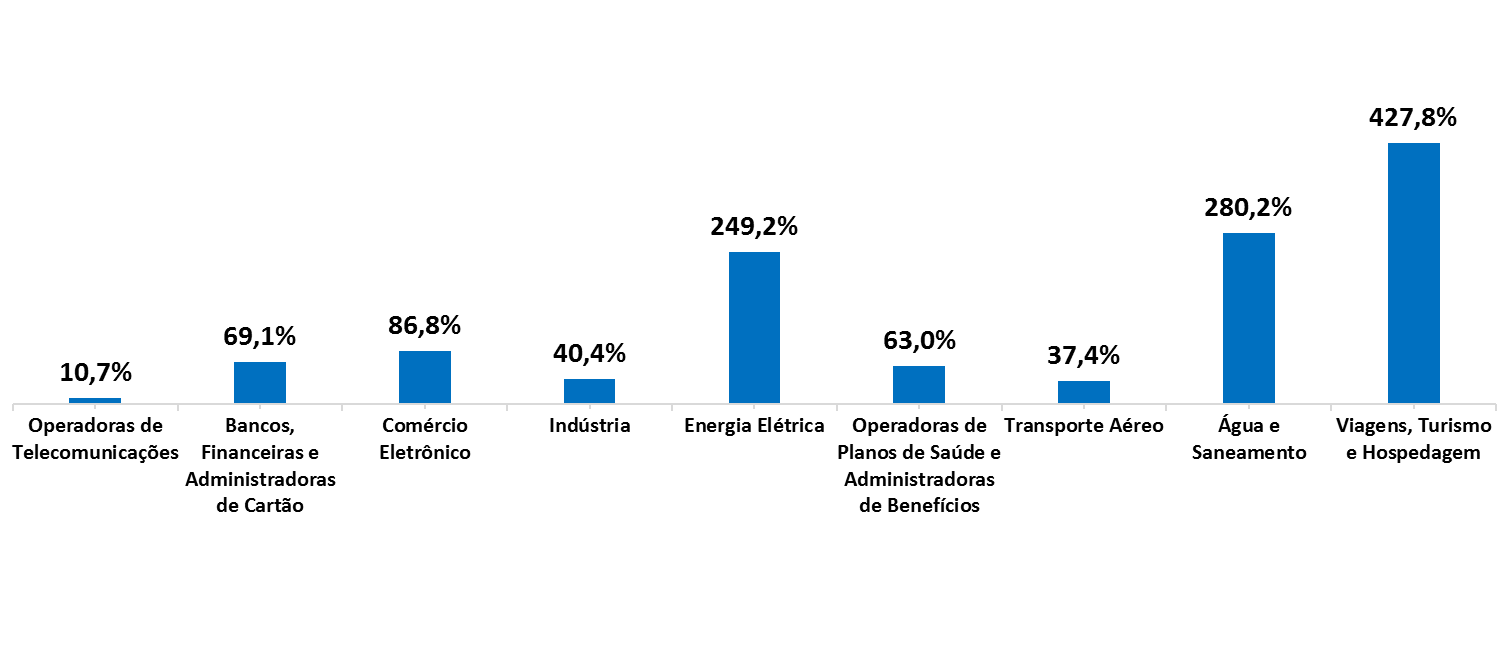 427,8%
280,2%
249,2%
86,8%
69,1%
63,0%
40,4%
37,4%
10,7%
Operadoras de
Telecomunicações
Bancos,
Financeiras e
Administradoras
de Cartão
Comércio
Eletrônico
Indústria
Energia Elétrica
Operadoras de
Planos de Saúde e
Administradoras
de Benefícios
Transporte Aéreo
Água e
Saneamento
Viagens, Turismo
e Hospedagem